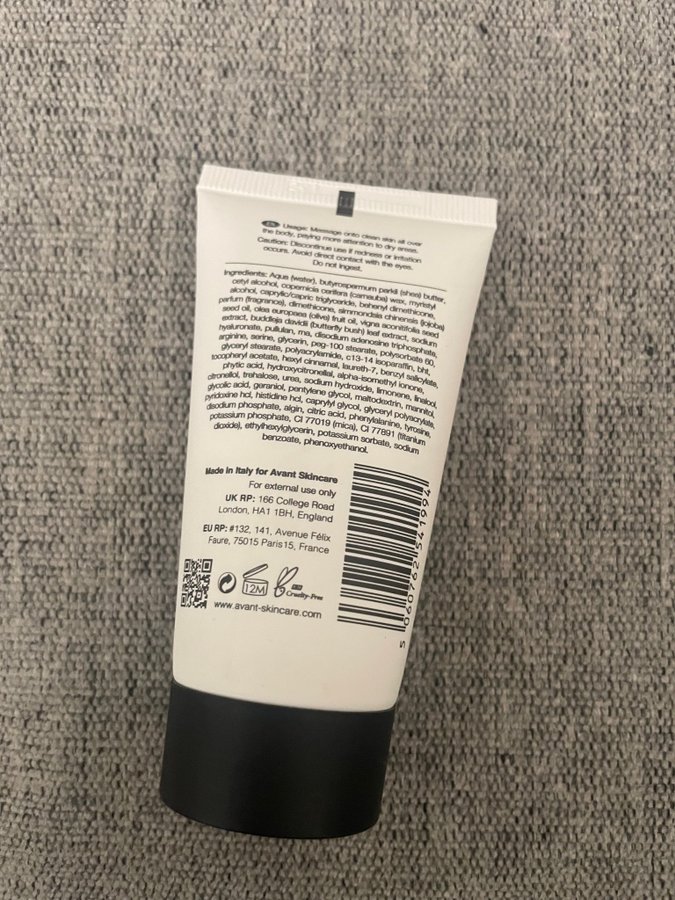 EN Usage: Massage onto clean skin all over
the body, paying more attention to dry areas.
Caution: Discontinue use if redness or irritation
occurs. Avoid direct contact with the eyes.
Do not ingest.
Ingredients: Aqua (water), butyrospermum parkii (shea) butter,
cetyl alcohol, copernicia cerifera (carnauba) wax, myristyl
alcohol, caprylic/capric triglyceride, behenyl dimethicone,
parfum (fragrance), dimethicone, simmondsia chinensis (jojoba)
seed oil, olea europaea (olive) fruit oil, vigna aconitifolia seed
extract, buddleja davidii (butterfly bush) leaf extract, sodium
hyaluronate, pullulan, rna, disodium adenosine triphosphate,
arginine, serine, glycerin, peg-100 stearate, polysorbate 60,
glyceryl stearate, polyacrylamide, c13-14 isoparaffin, bht,
tocopheryl acetate, hexyl cinnamal, laureth-7, benzyl salicylate,
phytic acid, hydroxycitronellal, alpha-isomethyl ionone,
citronellol, trehalose, urea, sodium hydroxide, limonene, linalool,
glycolic acid, geraniol, pentylene glycol, maltodextrin, mannitol,
pyridoxine hcl, histidine hcl, caprylyl glycol, glyceryl polyacrylate,
disodium phosphate, algin, citric acid, phenylalanine, tyrosine,
potassium phosphate, CI 77019 (mica), CI 77891 (titanium
dioxide), ethylhexylglycerin, potassium sorbate, sodium
benzoate, phenoxyethanol.
Made in Italy for Avant Skincare
For external use only
UK RP: 166 College Road
London, HA1 1BH, England
EU RP: #132, 141, Avenue Félix
Faure, 75015 Paris15, France
12M
Cruelty-Free
www.avant-skincare.com
5 060762 541994